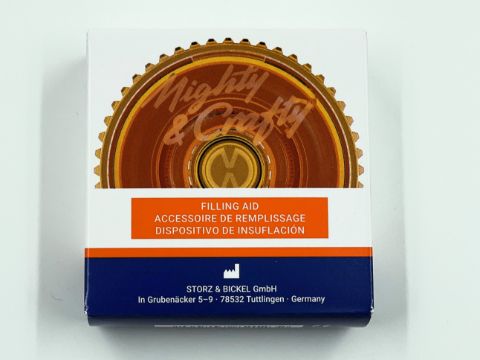 Mighty
& Crafty
FILLING AID
ACCESSOIRE DE REMPLISSAGE
DISPOSITIVO DE INSUFLACIÓN
STORZ & BICKEL GmbH
In Grubenäcker 5–9 · 78532 Tuttlingen · Germany